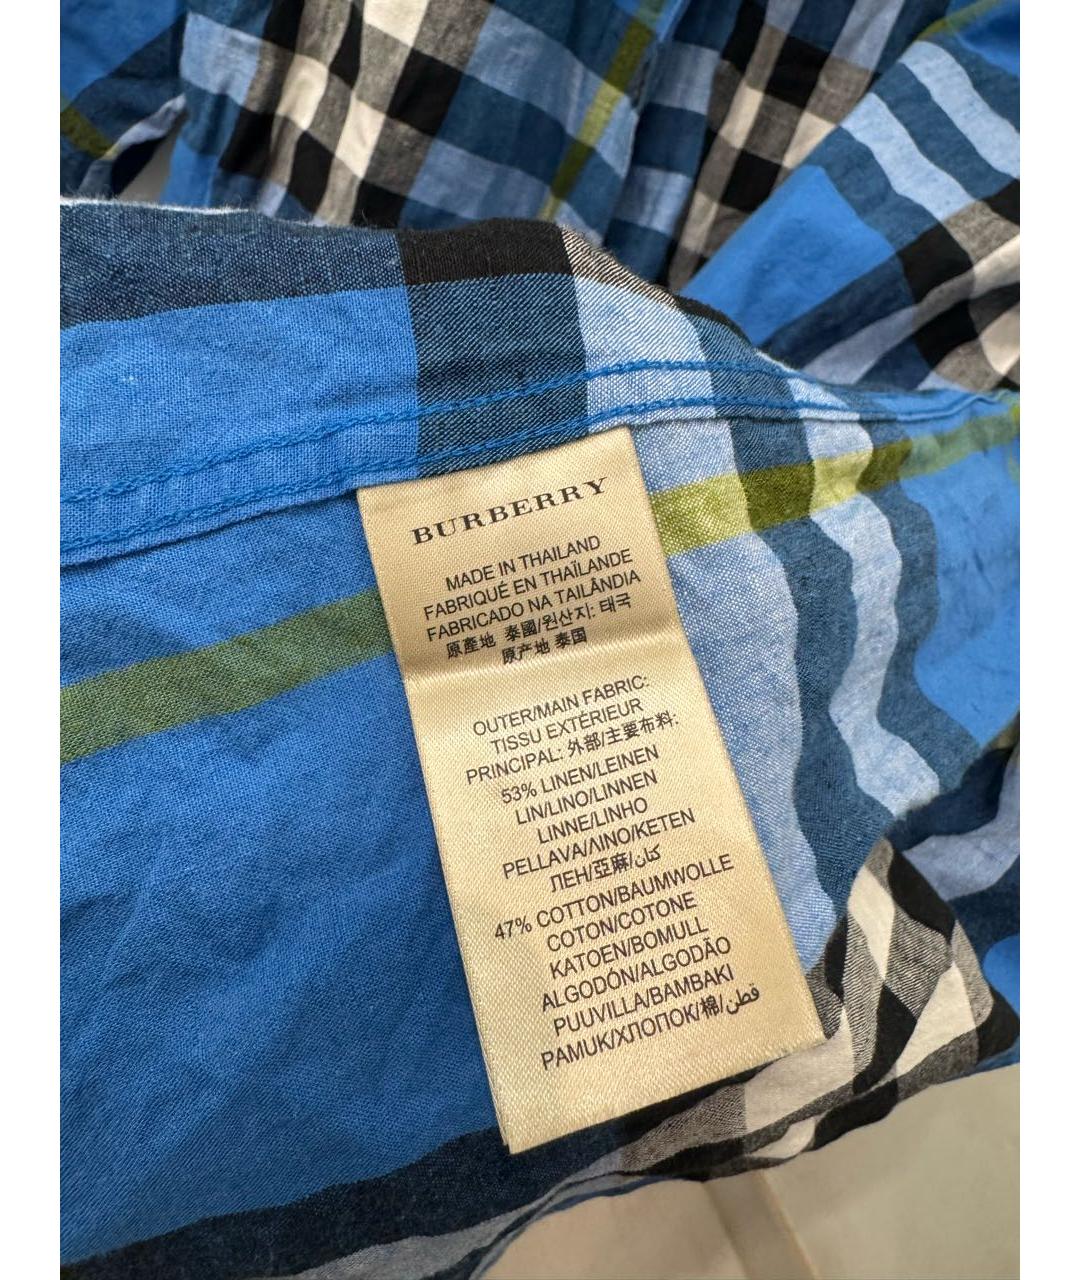 BURBERRY
MADE IN THAILAND
FABRIQUÉ EN THAÏLANDE
FABRICADO NA TAILÂNDIA
原產地 泰國/원산지: 태국
原产地 泰国
OUTER/MAIN FABRIC:
TISSU EXTÉRIEUR
PRINCIPAL: 外部/主要布料:
53% LINEN/LEINEN
LIN/LINO/LINNEN
LINNE/LINHO
PELLAVA/ΛΙΝΟ/KETEN
ЛЕН/亞麻/كتان
47% COTTON/BAUMWOLLE
COTON/COTONE
KATOEN/BOMULL
ALGODÓN/ALGODÃO
PUUVILLA/BAMBAKI
PAMUK/ХЛОПОК/棉/قطن